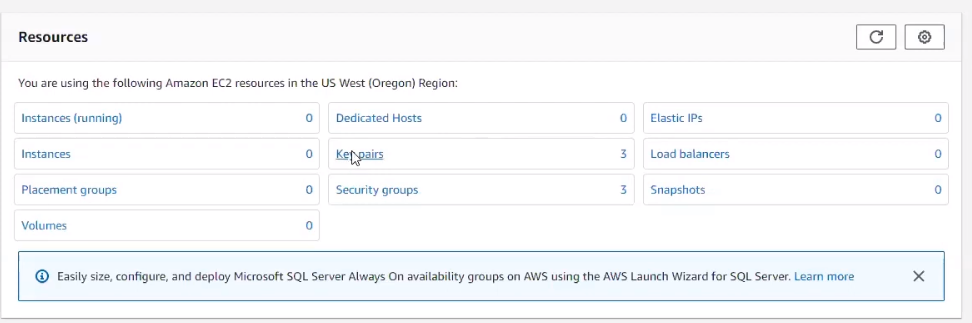 Resources
You are using the following Amazon EC2 resources in the US West (Oregon) Region:
Instances (running) 0 Dedicated Hosts 0 Elastic IPs 0
Instances 0 Key pairs 3 Load balancers 0
Placement groups 0 Security groups 3 Snapshots 0
Volumes 0
Easily size, configure, and deploy Microsoft SQL Server Always On availability groups on AWS using the AWS Launch Wizard for SQL Server. Learn more